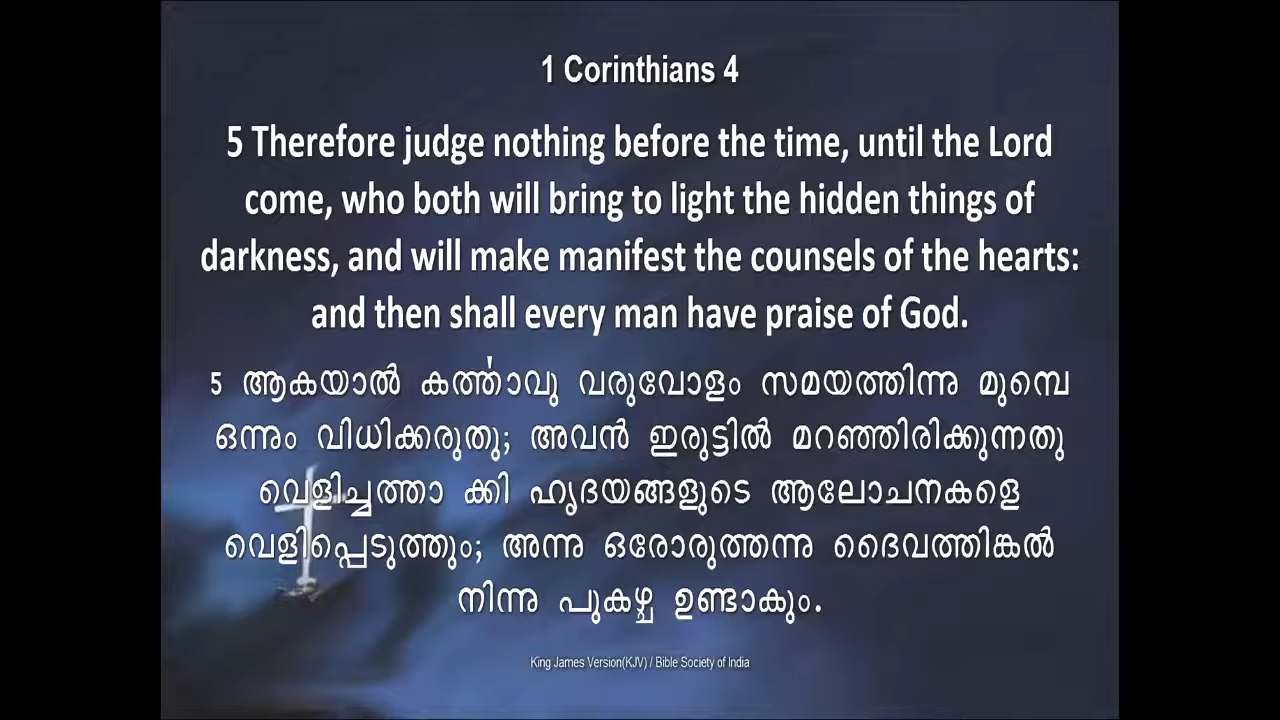 1 Corinthians 4
5 Therefore judge nothing before the time, until the Lord
come, who both will bring to light the hidden things of
darkness, and will make manifest the counsels of the hearts:
and then shall every man have praise of God.
5 ആകയാൽ കൎത്താവു വരുവോളം സമയത്തിന്നു മുമ്പെ
ഒന്നും വിധിക്കരുതു; അവൻ ഇരുട്ടിൽ മറഞ്ഞിരിക്കുന്നതു
വെളിച്ചത്താ ക്കി ഹൃദയങ്ങളുടെ ആലോചനകളെ
വെളിപ്പെടുത്തും; അന്നു ഒരോരുത്തന്നു ദൈവത്തിങ്കൽ
നിന്നു പുകഴ്ച ഉണ്ടാകും.
King James Version(KJV) / Bible Society of India